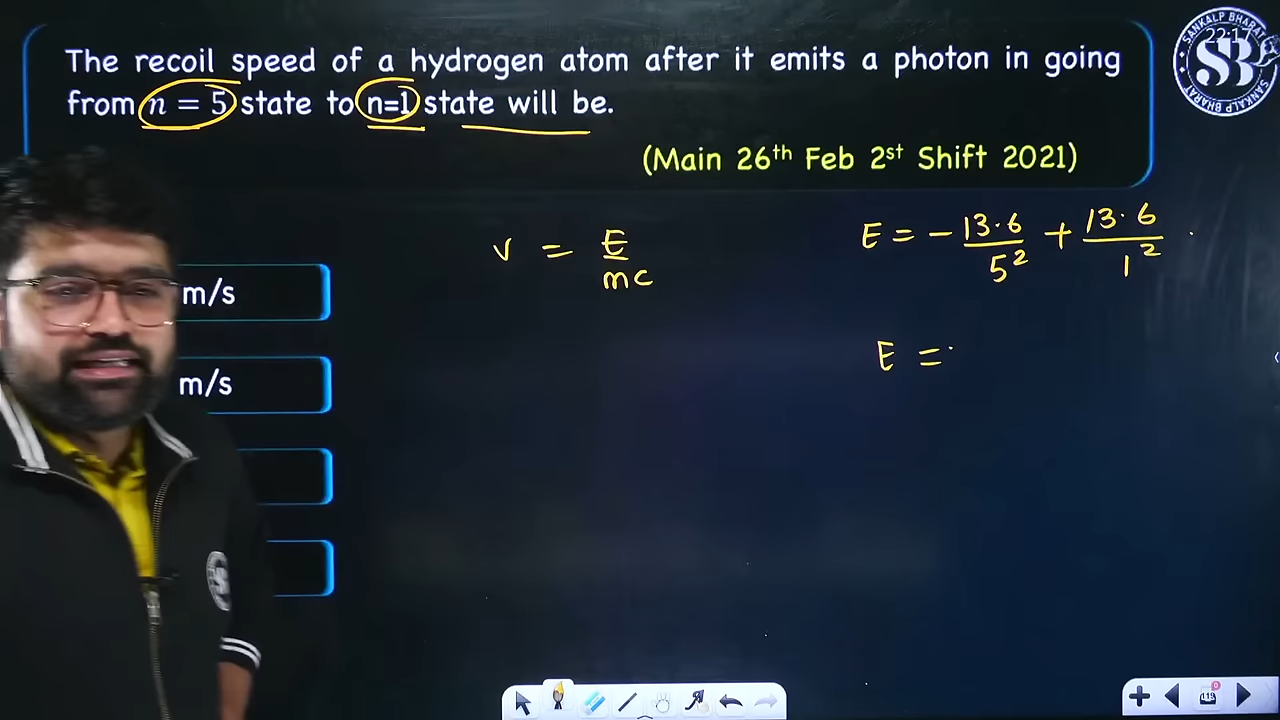 The recoil speed of a hydrogen atom after it emits a photon in going
from n = 5 state to n=1 state will be.
(Main 26th Feb 2st Shift 2021)
SANKALP BHARAT
22:17
SB
SANKALP BHARAT
v = E/mc
E = -13.6/5² + 13.6/1²
E =
m/s
m/s